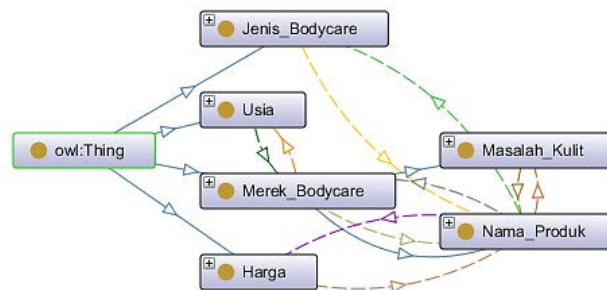 Jenis_Bodycare
Usia
owl:Thing
Masalah_Kulit
Merek_Bodycare
Nama_Produk
Harga